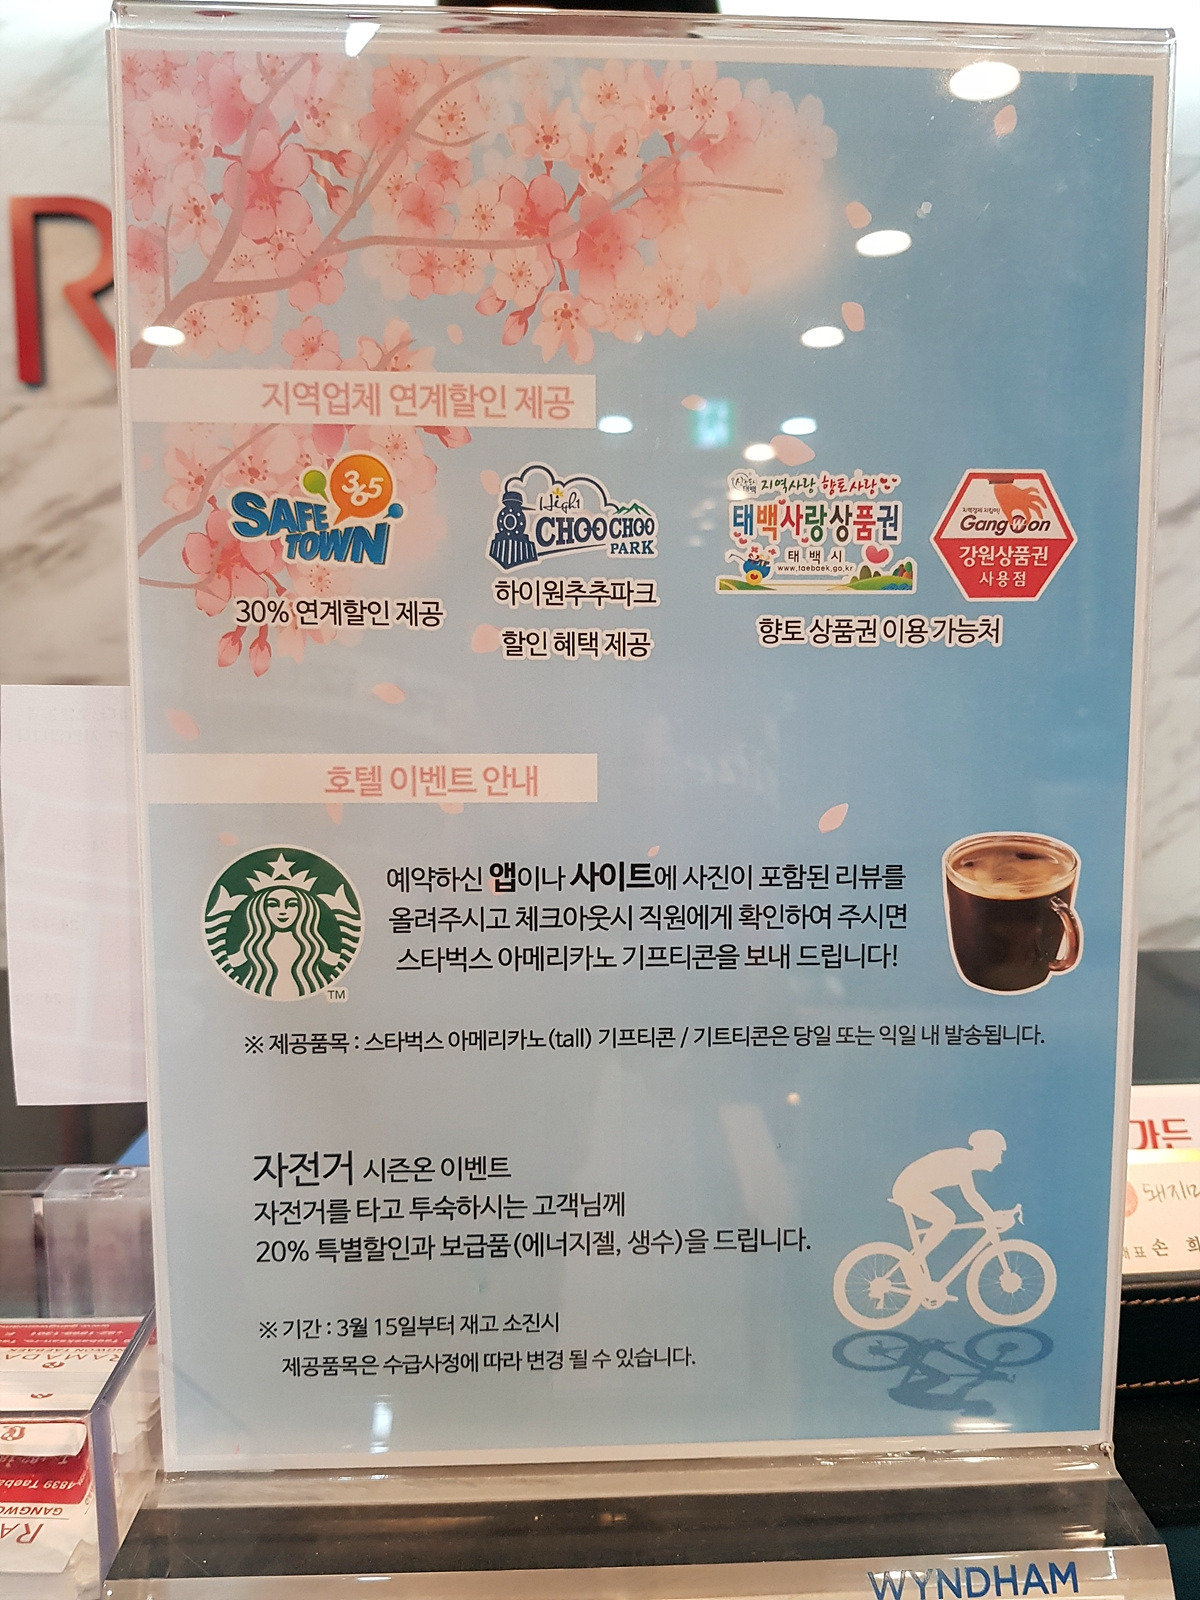 R
지역업체 연계할인 제공
365
SAFE
TOWN
30% 연계할인 제공
High1
CHOO CHOO
PARK
하이원추추파크
할인 혜택 제공
지역사랑 향토사랑
태백사랑상품권
태백시
www.taebaek.go.kr
GangWon
강원상품권
사용점
향토 상품권 이용 가능처
호텔 이벤트 안내
예약하신 앱이나 사이트에 사진이 포함된 리뷰를
올려주시고 체크아웃시 직원에게 확인하여 주시면
스타벅스 아메리카노 기프티콘을 보내 드립니다!
TM
※ 제공품목 : 스타벅스 아메리카노(tall) 기프티콘 / 기트티콘은 당일 또는 익일 내 발송됩니다.
자전거 시즌온 이벤트
자전거를 타고 투숙하시는 고객님께
20% 특별할인과 보급품(에너지젤, 생수)을 드립니다.
※ 기간 : 3월 15일부터 재고 소진시
제공품목은 수급사정에 따라 변경 될 수 있습니다.
가든
RAMADA
GANGWON TAEBAEK
WYNDHAM